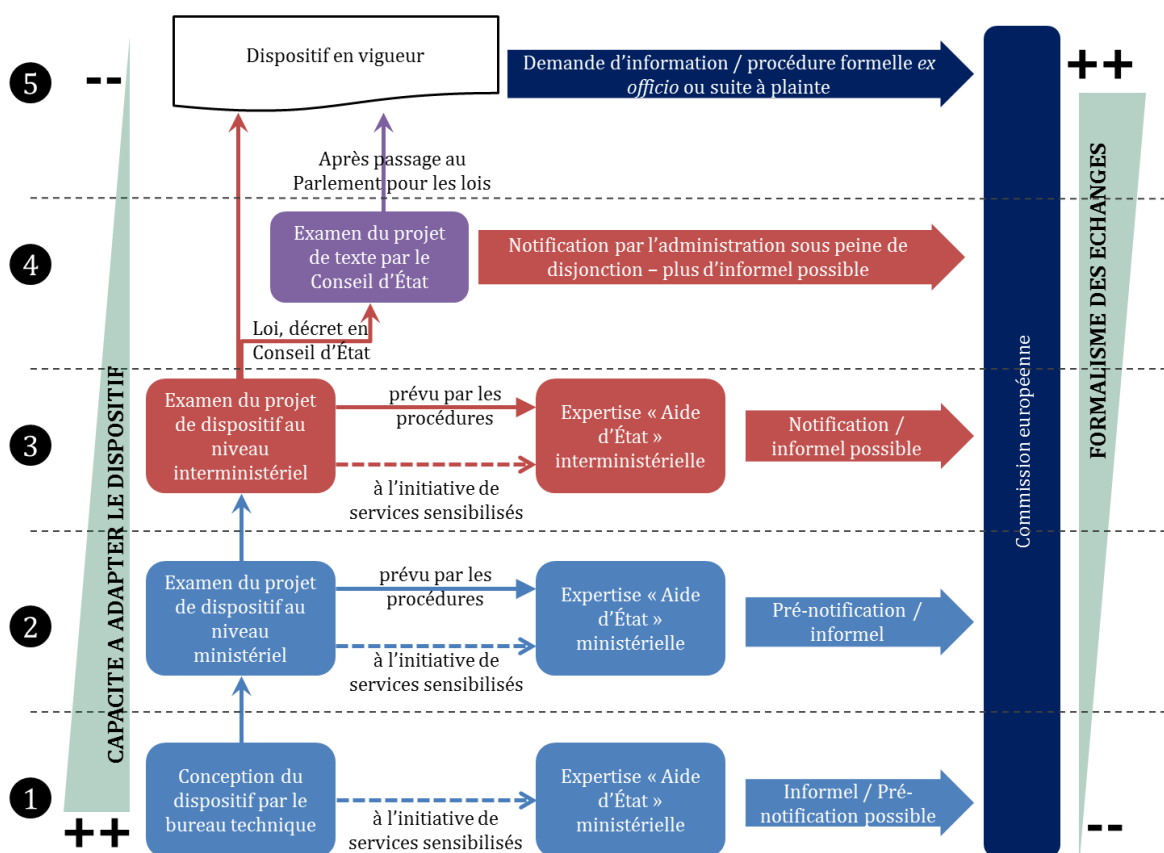 5
--
Dispositif en vigueur
Demande d’information / procédure formelle ex
officio ou suite à plainte
++
Après passage au
Parlement pour les lois
4
Examen du projet
de texte par le
Conseil d’État
Notification par l’administration sous peine de
disjonction – plus d’informel possible
Loi, décret en
Conseil d’État
3
Examen du projet
de dispositif au
niveau
interministériel
prévu par les
procédures
à l’initiative de
services sensibilisés
Expertise « Aide
d’État »
interministérielle
Notification /
informel possible
2
Examen du projet
de dispositif au
niveau
ministériel
prévu par les
procédures
à l’initiative de
services sensibilisés
Expertise « Aide
d’État »
ministérielle
Pré-notification /
informel
1
++
Conception du
dispositif par le
bureau technique
à l’initiative de
services sensibilisés
Expertise « Aide
d’État »
ministérielle
Informel / Pré-
notification possible
--
CAPACITE A ADAPTER LE DISPOSITIF
Commission européenne
FORMALISME DES ECHANGES